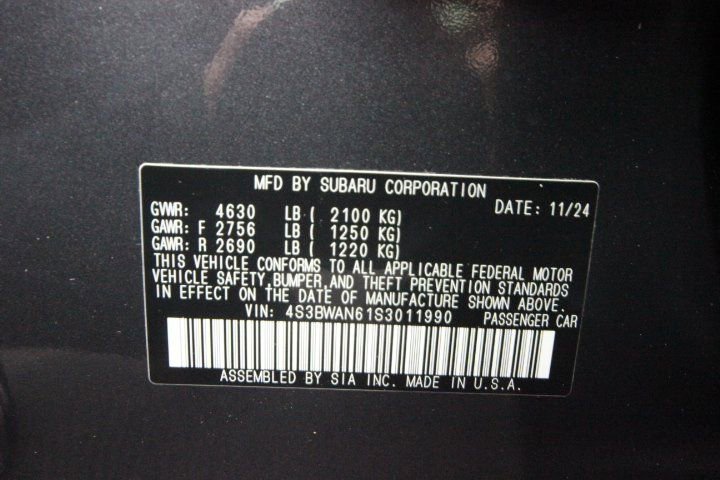 MFD BY SUBARU CORPORATION
DATE: 11/24
GVWR: 4630 LB ( 2100 KG)
GAWR: F 2756 LB ( 1250 KG)
GAWR: R 2690 LB ( 1220 KG)
THIS VEHICLE CONFORMS TO ALL APPLICABLE FEDERAL MOTOR
VEHICLE SAFETY,BUMPER,AND THEFT PREVENTION STANDARDS
IN EFFECT ON THE DATE OF MANUFACTURE SHOWN ABOVE.
VIN: 4S3BWAN61S3011990 PASSENGER CAR
ASSEMBLED BY SIA INC. MADE IN U.S.A.